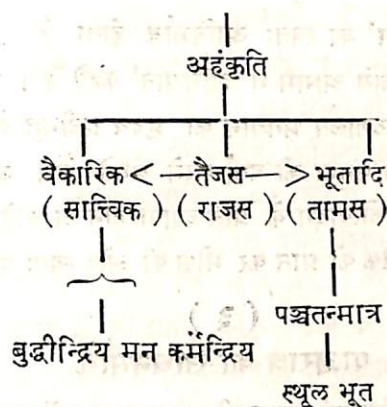 अहंकृति
वैकारिक < — तैजस — > भूतादि
( सात्त्विक ) ( राजस ) ( तामस )
पञ्चतन्मात्र
बुद्धीन्द्रिय मन कर्मेन्द्रिय
स्थूल भूत